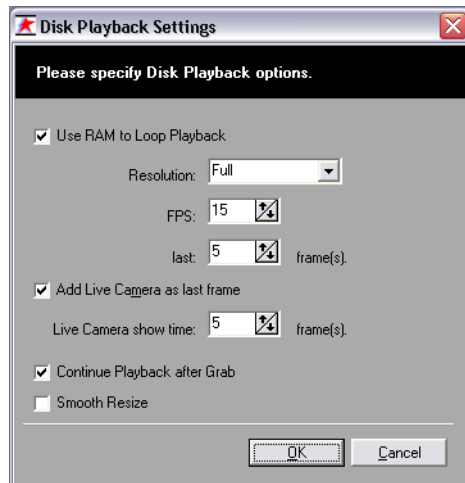 Disk Playback Settings
Please specify Disk Playback options.
Use RAM to Loop Playback
Resolution: Full
FPS: 15
last: 5 frame(s).
Add Live Camera as last frame
Live Camera show time: 5 frame(s).
Continue Playback after Grab
Smooth Resize
OK Cancel